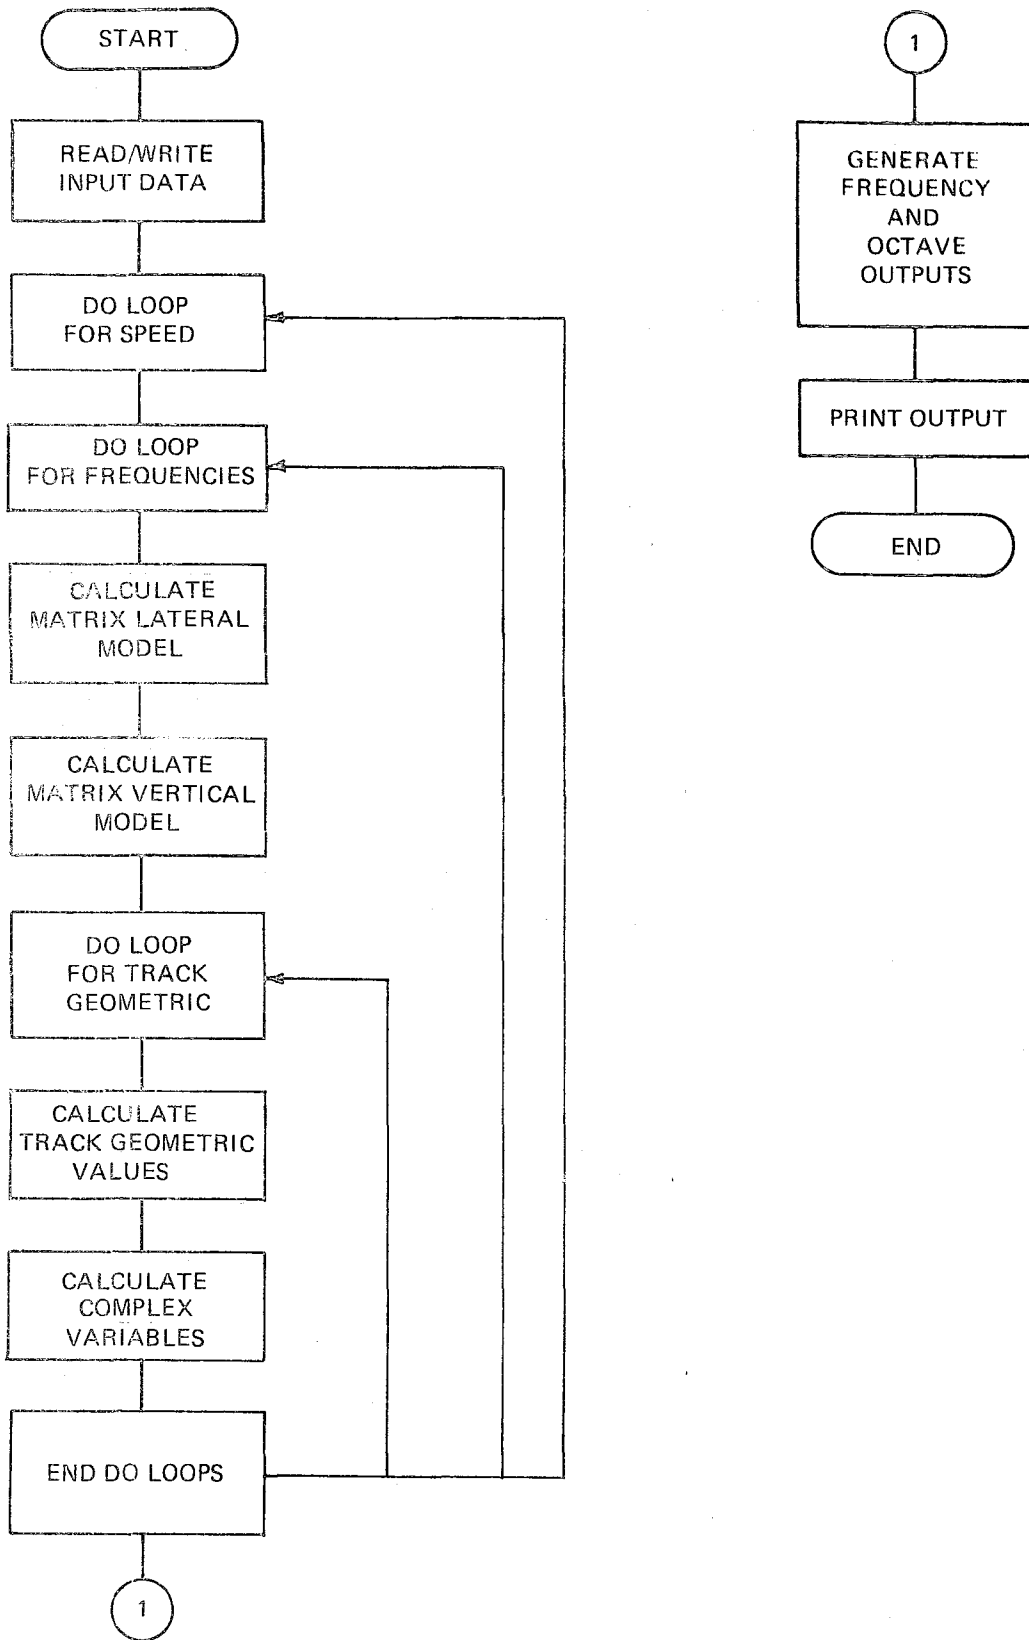 START
READ/WRITE
INPUT DATA
DO LOOP
FOR SPEED
DO LOOP
FOR FREQUENCIES
CALCULATE
MATRIX LATERAL
MODEL
CALCULATE
MATRIX VERTICAL
MODEL
DO LOOP
FOR TRACK
GEOMETRIC
CALCULATE
TRACK GEOMETRIC
VALUES
CALCULATE
COMPLEX
VARIABLES
END DO LOOPS
1
1
GENERATE
FREQUENCY
AND
OCTAVE
OUTPUTS
PRINT OUTPUT
END